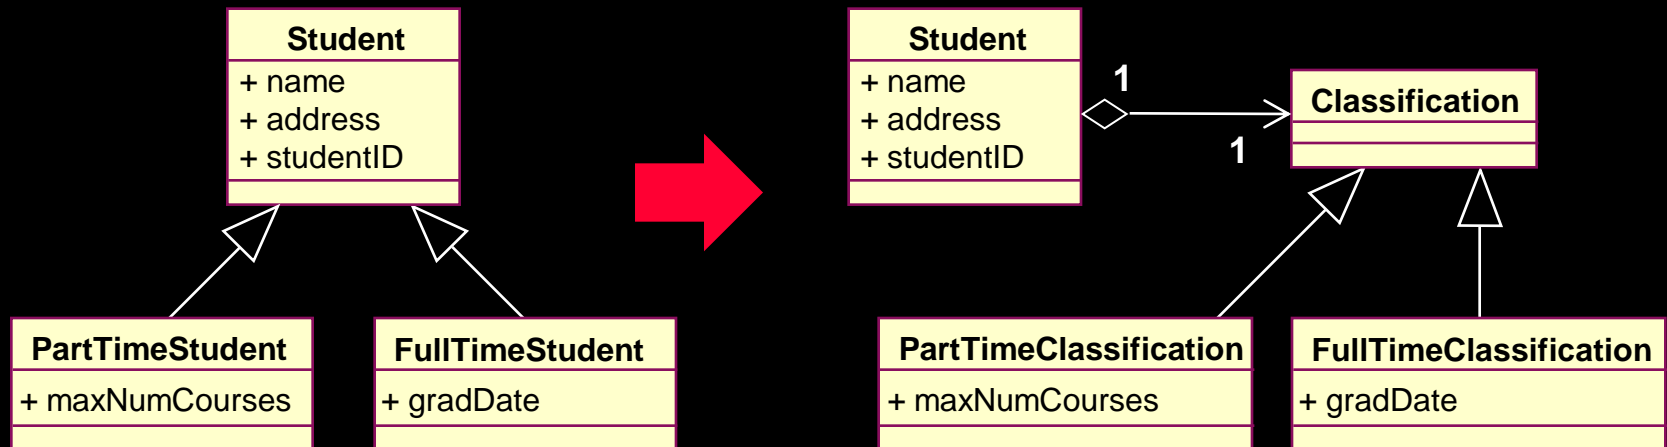 Student
+ name
+ address
+ studentID
PartTimeStudent
+ maxNumCourses
FullTimeStudent
+ gradDate
Student
+ name
+ address
+ studentID
1
1
Classification
PartTimeClassification
+ maxNumCourses
FullTimeClassification
+ gradDate